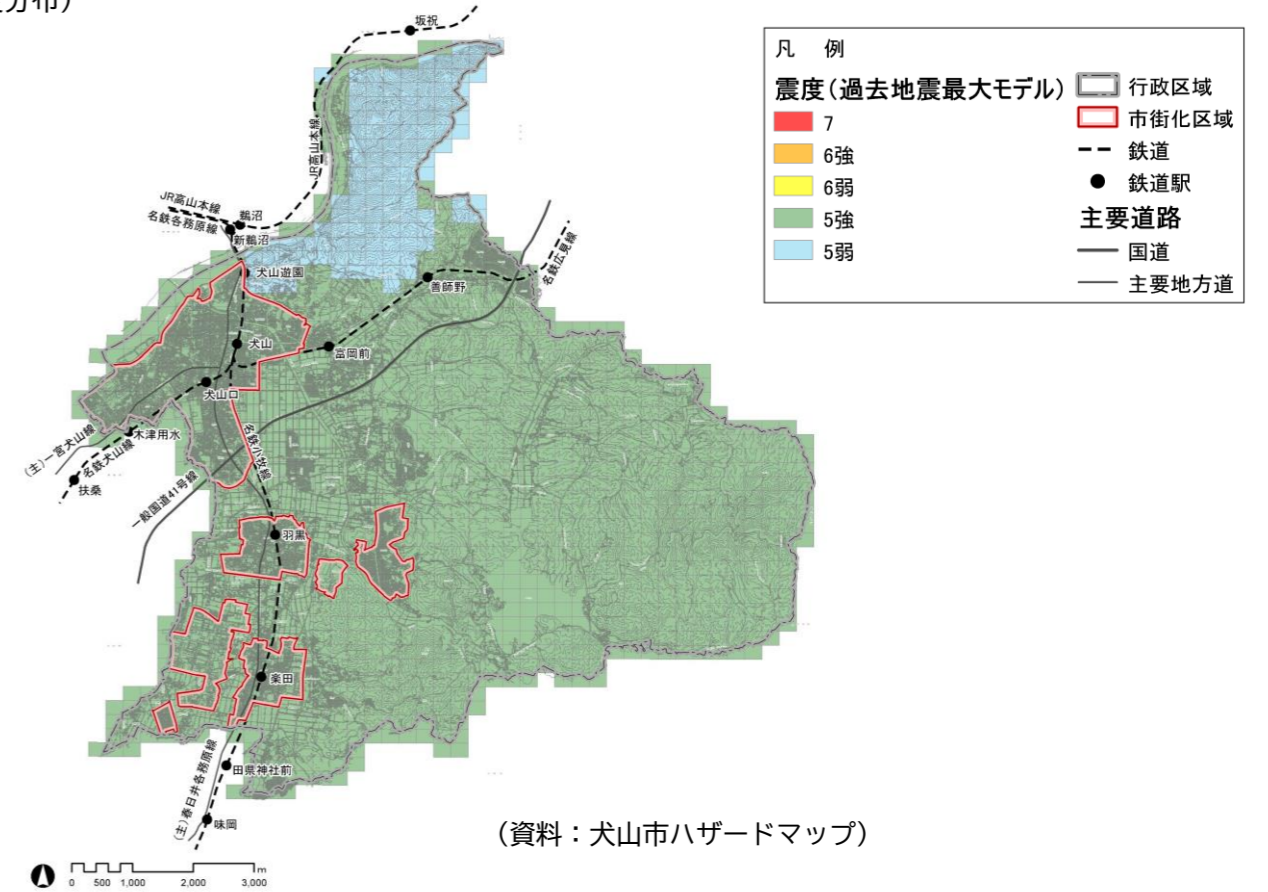 分布）
坂祝
JR高山本線
JR高山本線
名鉄各務原線
鵜沼
新鵜沼
犬山遊園
善師野
名鉄広見線
犬山
富岡前
犬山口
木津用水
(主)一宮犬山線
名鉄犬山線
扶桑
名鉄小牧線
一般国道41号線
羽黒
楽田
(主)春日井各務原線
田県神社前
味岡
0 500 1,000 2,000 3,000
m
凡 例
震度(過去地震最大モデル)
7
6強
6弱
5強
5弱
行政区域
市街化区域
鉄道
鉄道駅
主要道路
国道
主要地方道
（資料：犬山市ハザードマップ）